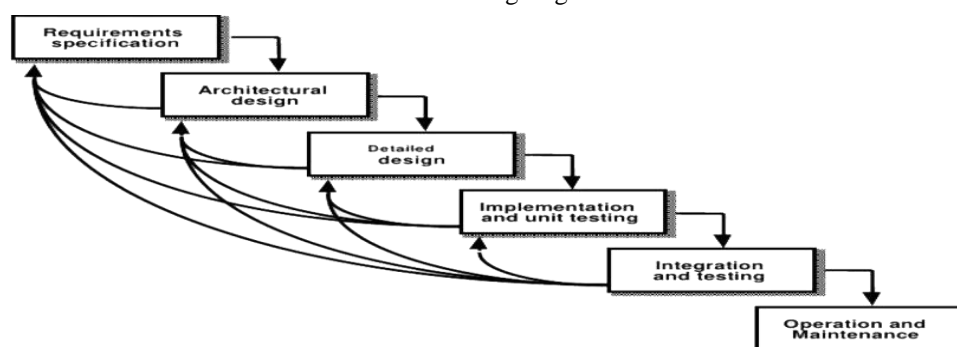 Requirements
specification
Architectural
design
Detailed
design
Implementation
and unit testing
Integration
and testing
Operation and
Maintenance